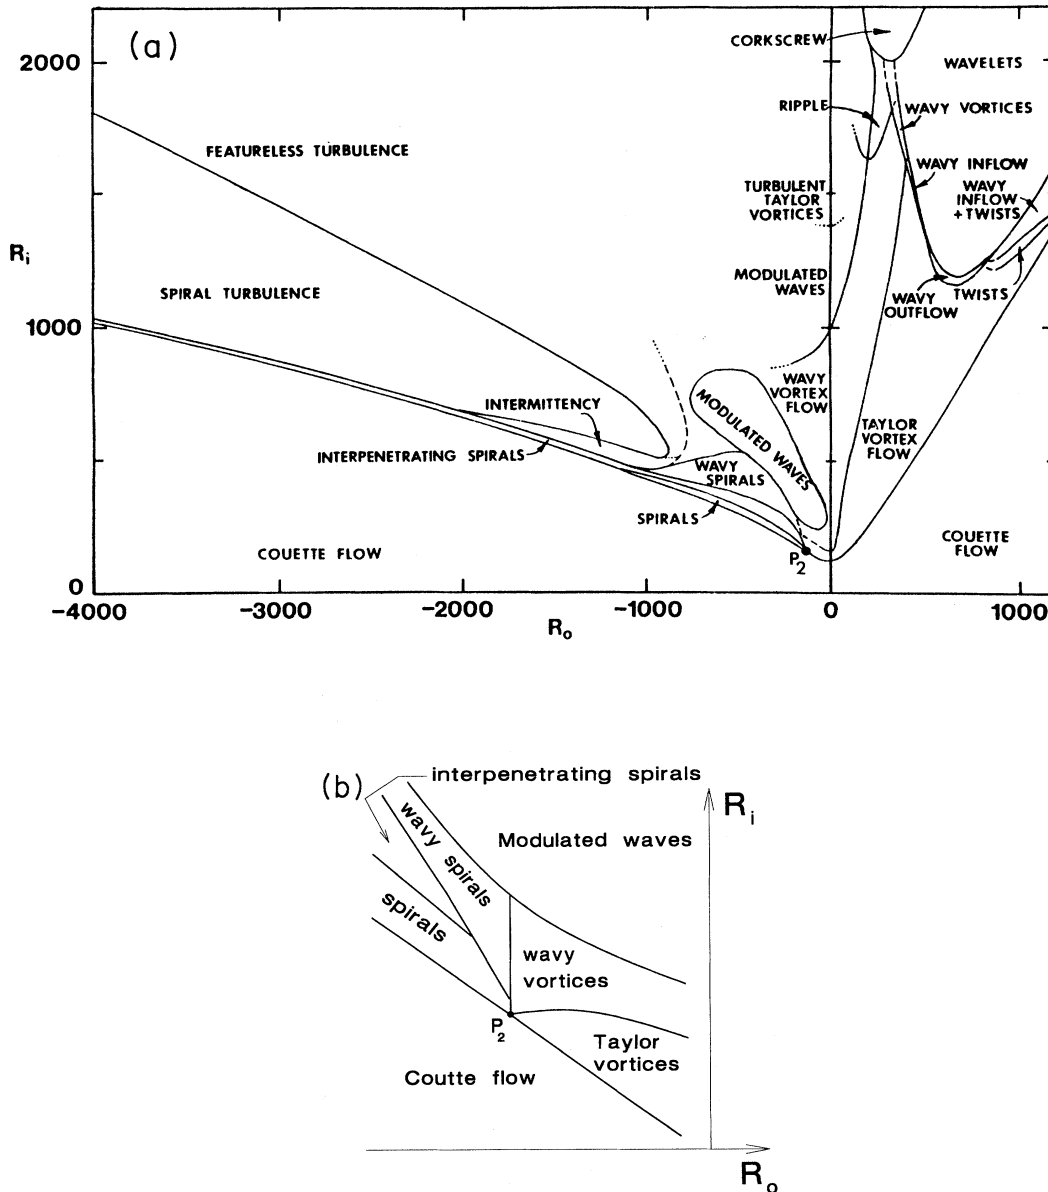 (a)
2000
1000
0
R_i
-4000
-3000
-2000
-1000
0
1000
R_o
CORKSCREW
WAVELETS
RIPPLE
WAVY VORTICES
FEATURELESS TURBULENCE
WAVY INFLOW
TURBULENT
TAYLOR
VORTICES
WAVY
INFLOW
+ TWISTS
MODULATED
WAVES
SPIRAL TURBULENCE
WAVY
OUTFLOW
TWISTS
WAVY
VORTEX
FLOW
MODULATED WAVES
INTERMITTENCY
TAYLOR
VORTEX
FLOW
INTERPENETRATING SPIRALS
WAVY
SPIRALS
SPIRALS
COUETTE FLOW
COUETTE
FLOW
P_2
(b)
interpenetrating spirals
R_i
Modulated waves
wavy spirals
spirals
wavy
vortices
P_2
Taylor
vortices
Coutte flow
R_o